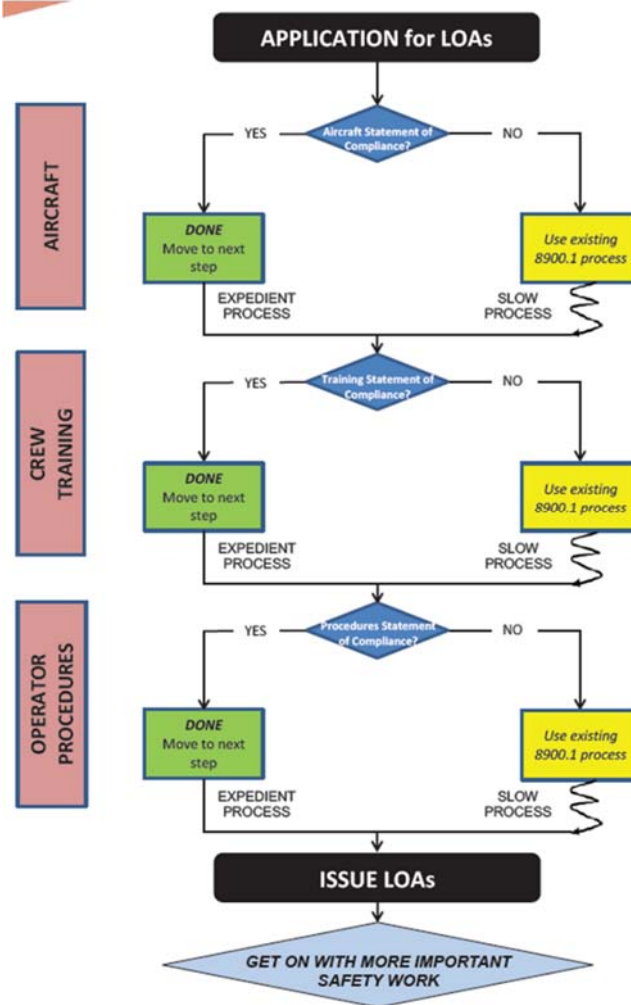 APPLICATION for LOAs
AIRCRAFT
Aircraft Statement of
Compliance?
YES
NO
DONE
Move to next
step
Use existing
8900.1 process
EXPEDIENT
PROCESS
SLOW
PROCESS
CREW
TRAINING
Training Statement of
Compliance?
YES
NO
DONE
Move to next
step
Use existing
8900.1 process
EXPEDIENT
PROCESS
SLOW
PROCESS
OPERATOR
PROCEDURES
Procedures Statement
of Compliance?
YES
NO
DONE
Move to next
step
Use existing
8900.1 process
EXPEDIENT
PROCESS
SLOW
PROCESS
ISSUE LOAs
GET ON WITH MORE IMPORTANT
SAFETY WORK